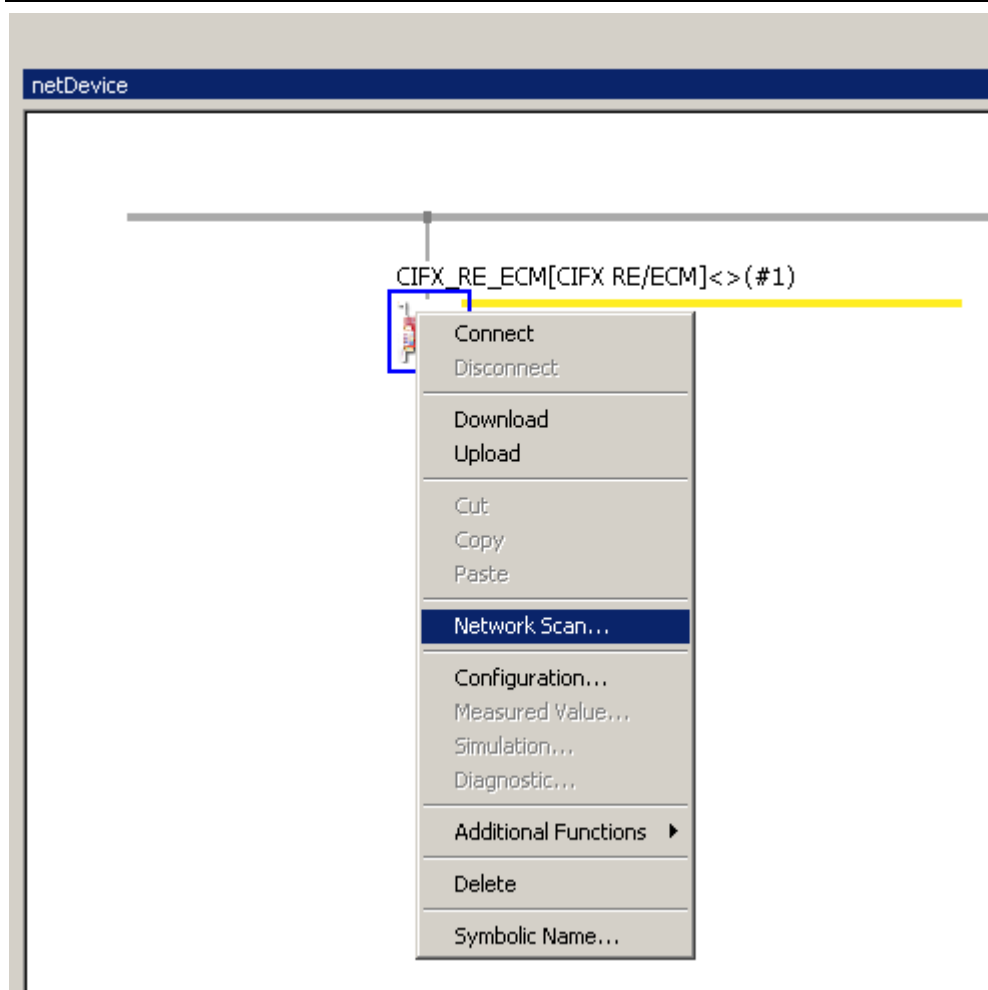 netDevice
CIFX_RE_ECM[CIFX RE/ECM]<>(#1)
Connect
Disconnect
Download
Upload
Cut
Copy
Paste
Network Scan...
Configuration...
Measured Value...
Simulation...
Diagnostic...
Additional Functions
Delete
Symbolic Name...